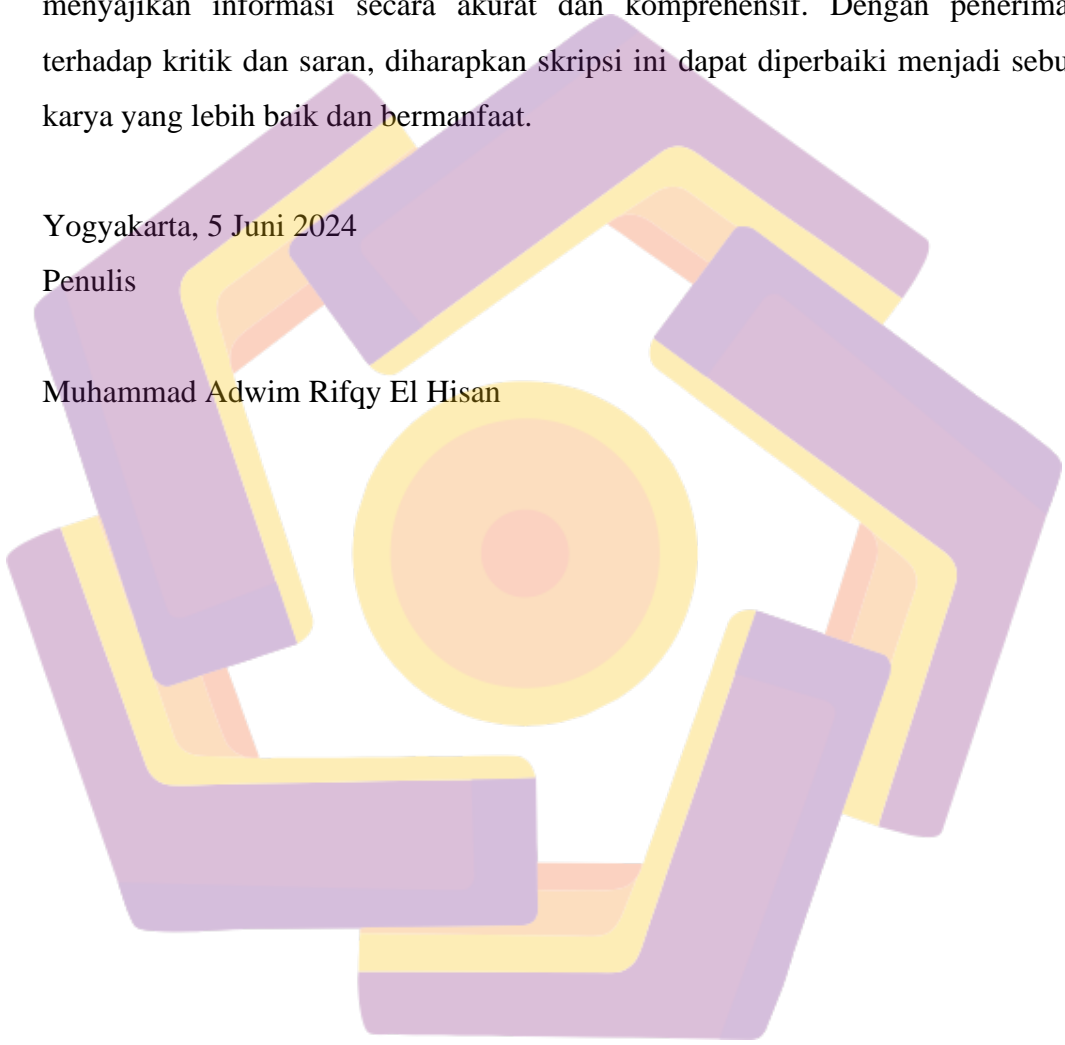 menyajikan informasi secara akurat dan komprehensif. Dengan penerima
terhadap kritik dan saran, diharapkan skripsi ini dapat diperbaiki menjadi sebu
karya yang lebih baik dan bermanfaat.
Yogyakarta, 5 Juni 2024
Penulis
Muhammad Adwim Rifqy El Hisan